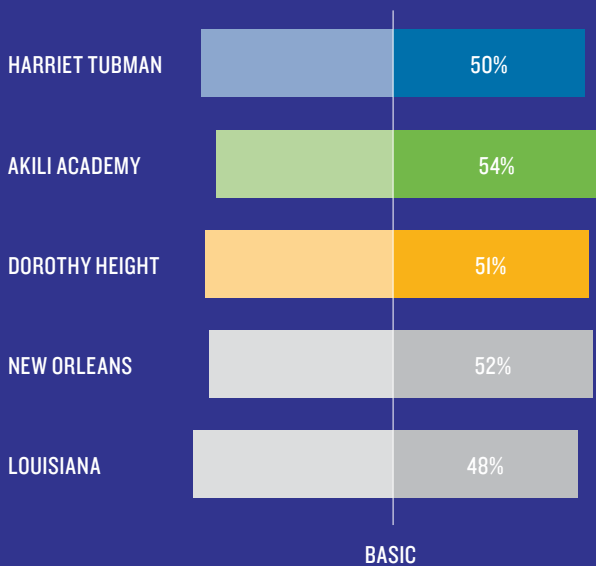 HARRIET TUBMAN 50%
AKILI ACADEMY 54%
DOROTHY HEIGHT 51%
NEW ORLEANS 52%
LOUISIANA 48%
BASIC